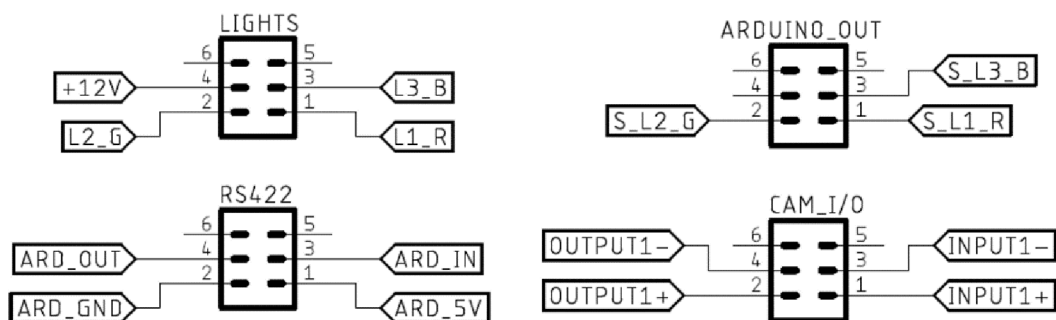 LIGHTS
6 5
+12V 4 3 L3_B
2 1
L2_G L1_R
ARDUINO_OUT
6 5 S_L3_B
4 3
S_L2_G 2 1 S_L1_R
RS422
6 5
ARD_OUT 4 3 ARD_IN
2 1
ARD_GND ARD_5V
CAM_I/O
OUTPUT1- 6 5 INPUT1-
4 3
OUTPUT1+ 2 1 INPUT1+